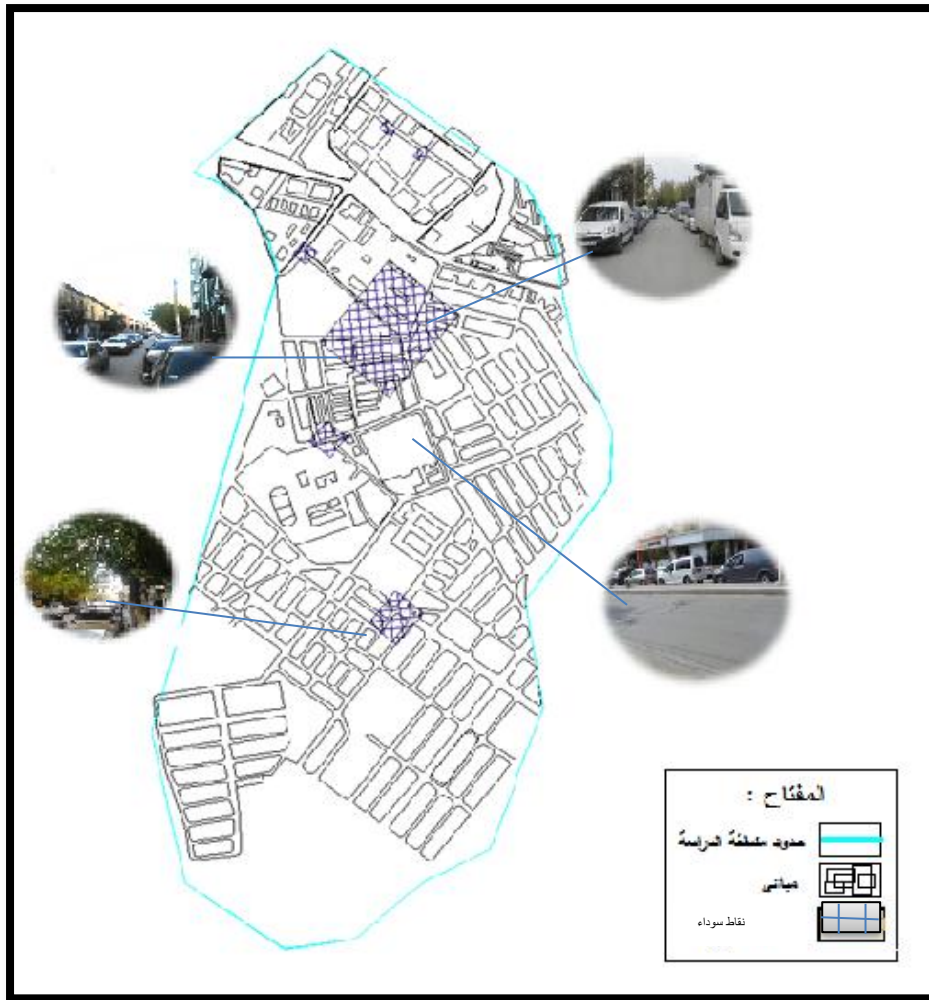 المفتاح :
حدود منطقة الدراسة
مباني
نقاط سوداء